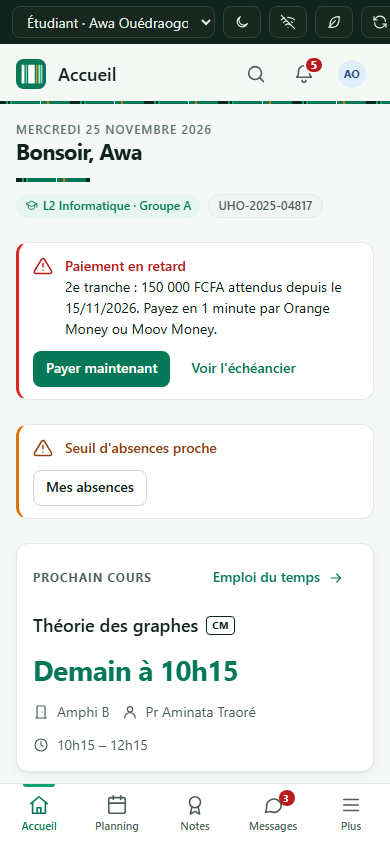 Étudiant · Awa Ouédraogo
Accueil
5
AO
MERCREDI 25 NOVEMBRE 2026
Bonsoir, Awa
L2 Informatique · Groupe A
UHO-2025-04817
Paiement en retard
2e tranche : 150 000 FCFA attendus depuis le
15/11/2026. Payez en 1 minute par Orange
Money ou Moov Money.
Payer maintenant
Voir l'échéancier
Seuil d'absences proche
Mes absences
PROCHAIN COURS
Emploi du temps
Théorie des graphes CM
Demain à 10h15
Amphi B
Pr Aminata Traoré
10h15 – 12h15
3
Accueil
Planning
Notes
Messages
Plus